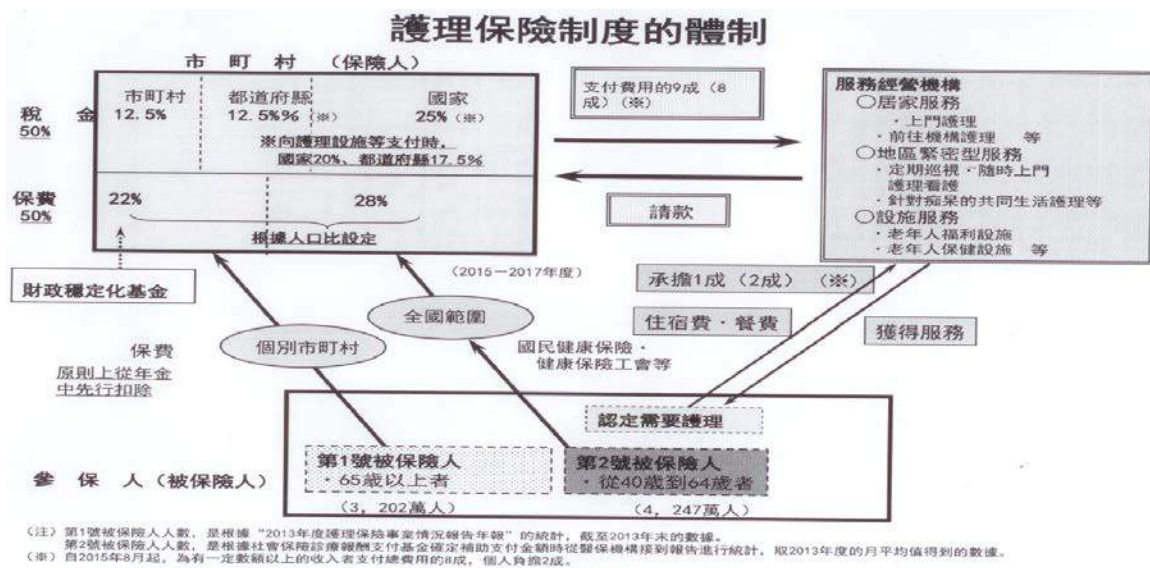 護理保險制度的體制
市 町 村 （保險人）
稅 金
50%
市町村
12.5%
都道府縣
12.5%%（※）
國家
25%（※）
※向護理設施等支付時，
國家20%、都道府縣17.5%
保費
50%
22%
28%
根據人口比設定
支付費用的9成（8
成）（※）
請款
服務經營機構
○居家服務
・上門護理
・前往機構護理 等
○地區緊密型服務
・定期巡視・隨時上門
護理看護
・針對痴呆的共同生活護理等
○設施服務
・老年人福利設施
・老年人保健設施 等
財政穩定化基金
（2015－2017年度）
承擔1成（2成）（※）
住宿費・餐費
獲得服務
個別市町村
全國範圍
國民健康保險・
健康保險工會等
保費
原則上從年金
中先行扣除
認定需要護理
參 保 人（被保險人）
第1號被保險人
・65歲以上者
（3，202萬人）
第2號被保險人
・從40歲到64歲者
（4，247萬人）
（注）第1號被保險人人數，是根據“2013年度護理保險事業情況報告年報”的統計，截至2013年末的數據。
第2號被保險人人數，是根據社會保險診療報酬支付基金確定補助支付金額時從醫保機構接到報告進行統計，取2013年度的月平均值得到的數據。
（※）自2015年8月起，為有一定數額以上的收入者支付總費用的8成，個人負擔2成。